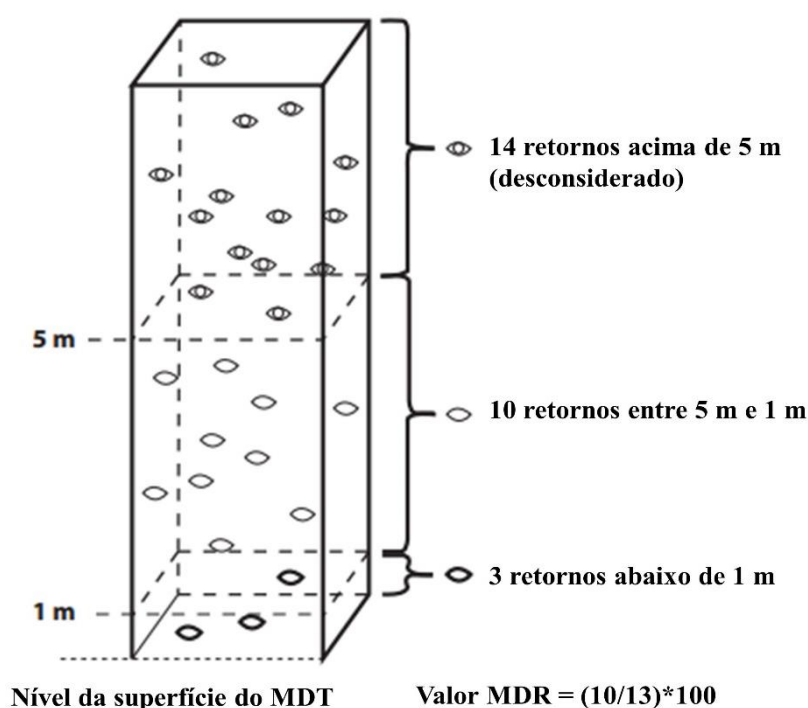 14 retornos acima de 5 m
(desconsiderado)
5 m
10 retornos entre 5 m e 1 m
3 retornos abaixo de 1 m
1 m
Nível da superfície do MDT
Valor MDR = (10/13)*100